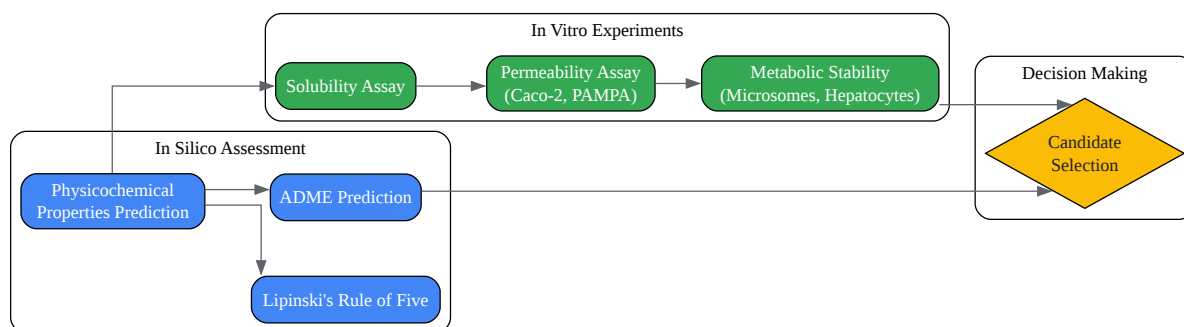 In Vitro Experiments
Solubility Assay
Permeability Assay
(Caco-2, PAMPA)
Metabolic Stability
(Microsomes, Hepatocytes)
Decision Making
Candidate
Selection
In Silico Assessment
Physicochemical
Properties Prediction
ADME Prediction
Lipinski's Rule of Five